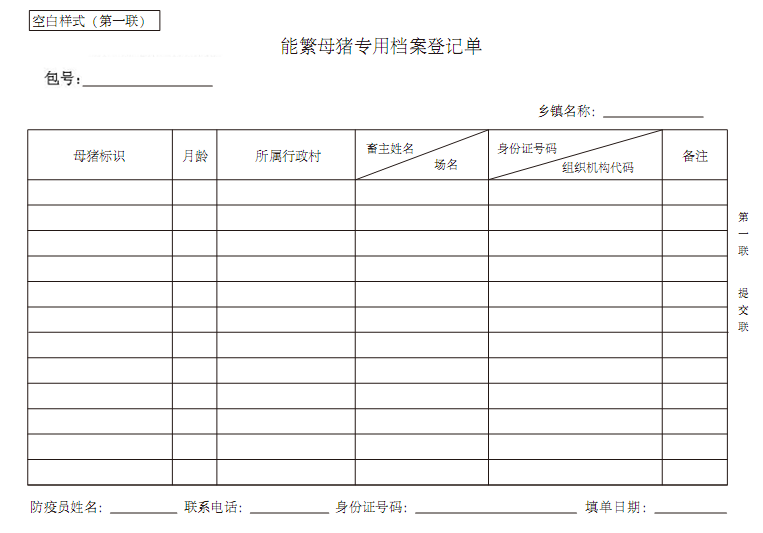 空白样式（第一联）
能繁母猪专用档案登记单
包号：
乡镇名称：
母猪标识 月龄 所属行政村 畜主姓名 场名 身份证号码 组织机构代码 备注
第一联 提交联
防疫员姓名： 联系电话： 身份证号码： 填单日期：